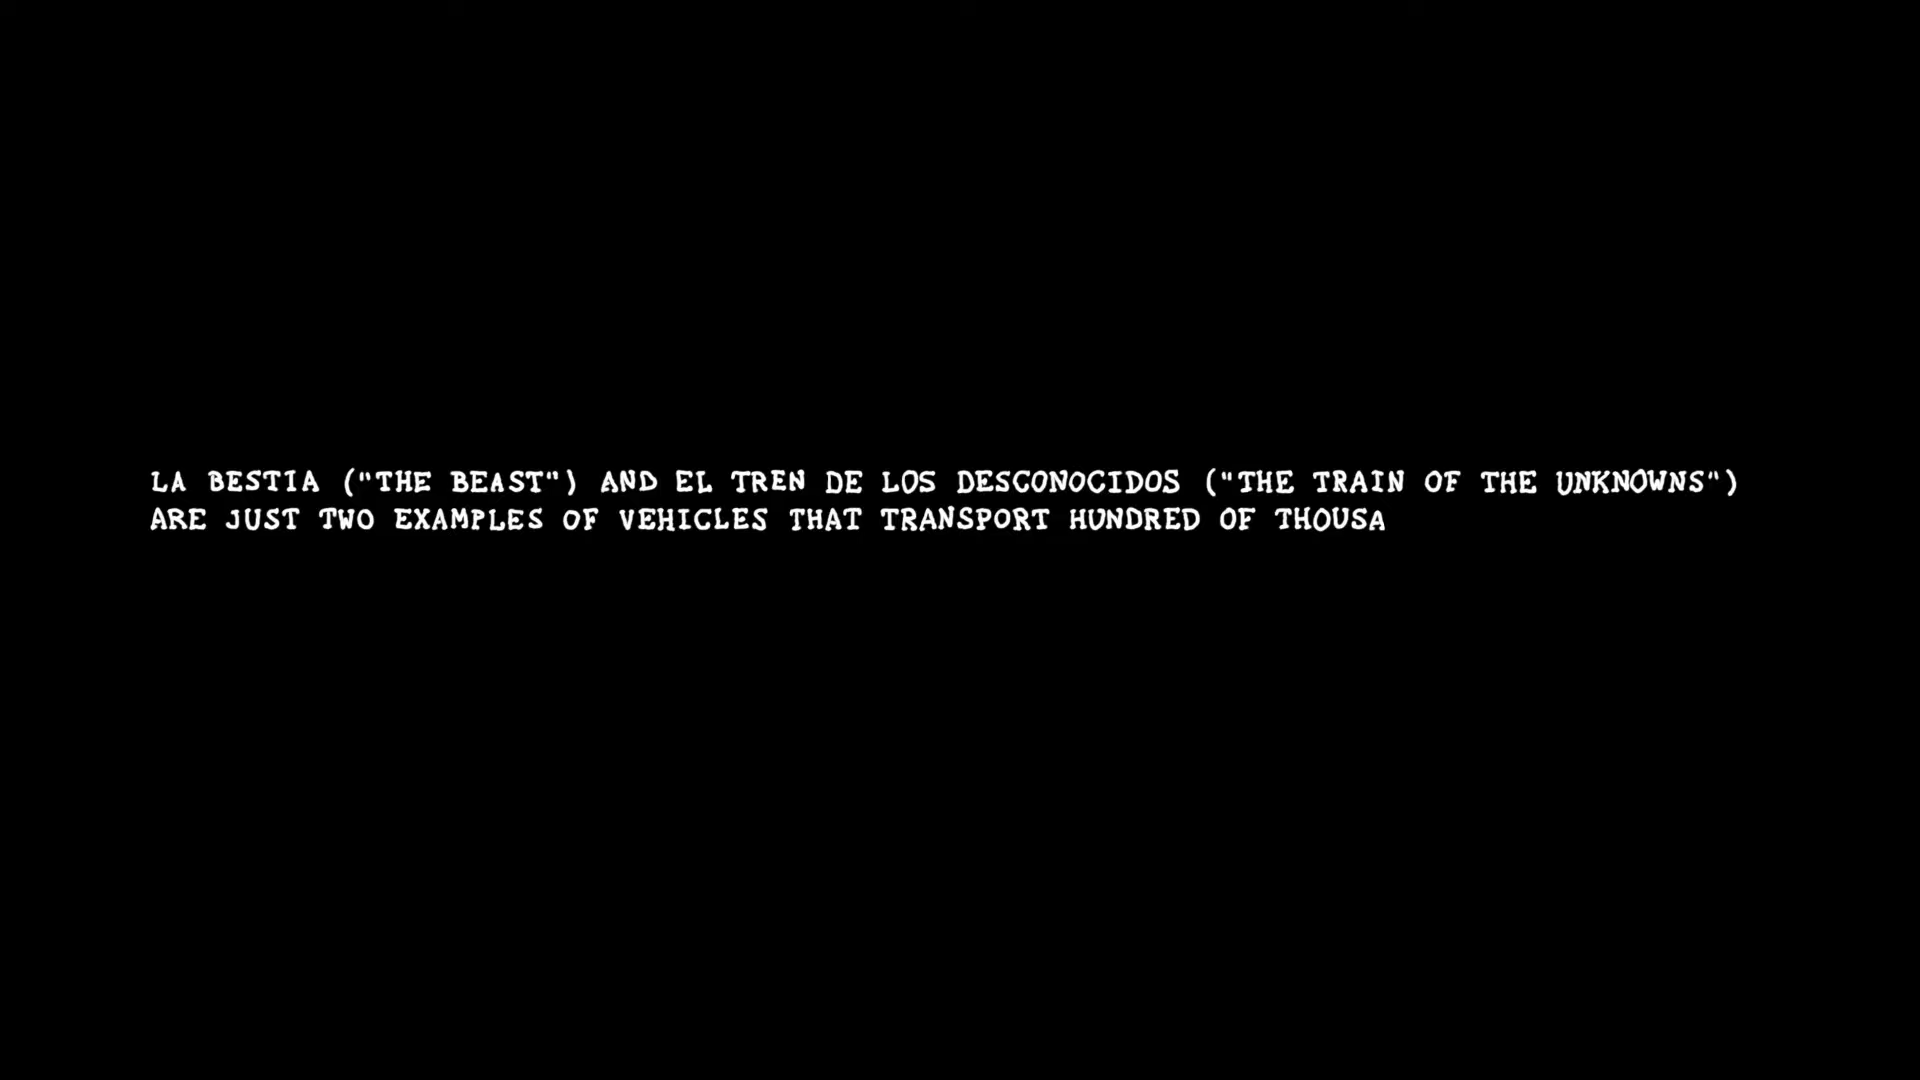 LA BESTIA ("THE BEAST") AND EL TREN DE LOS DESCONOCIDOS ("THE TRAIN OF THE UNKNOWNS")
ARE JUST TWO EXAMPLES OF VEHICLES THAT TRANSPORT HUNDRED OF THOUSA